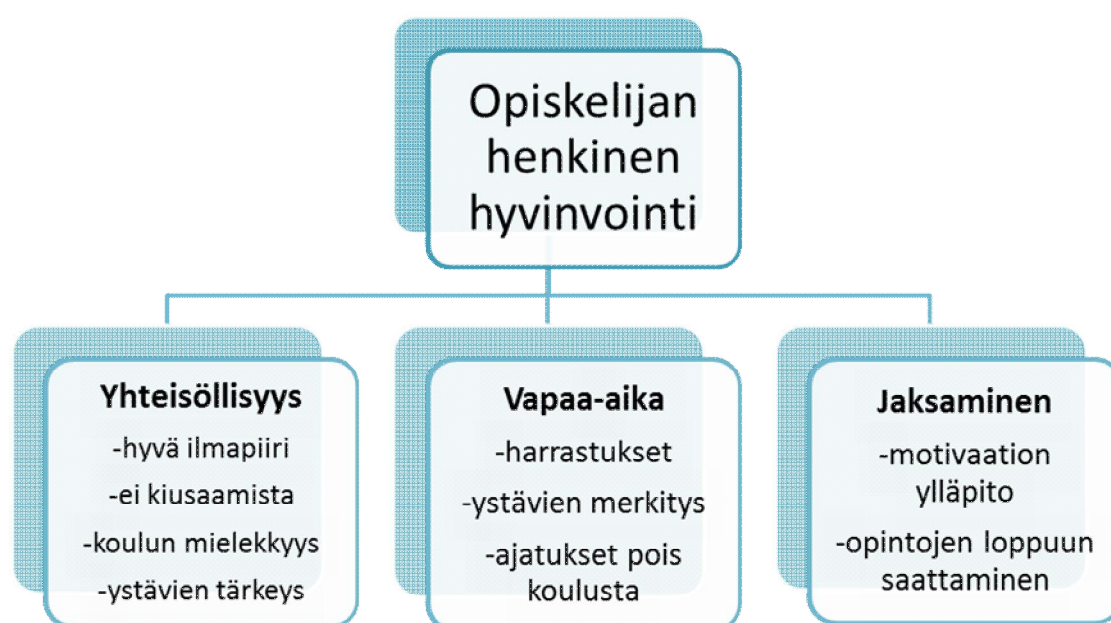 Opiskelijan
henkinen
hyvinvointi
Yhteisöllisyys
-hyvä ilmapiiri
-ei kiusaamista
-koulun mielekkyys
-ystävien tärkeys
Vapaa-aika
-harrastukset
-ystävien merkitys
-ajatukset pois
koulusta
Jaksaminen
-motivaation
ylläpito
-opintojen loppuun
saattaminen